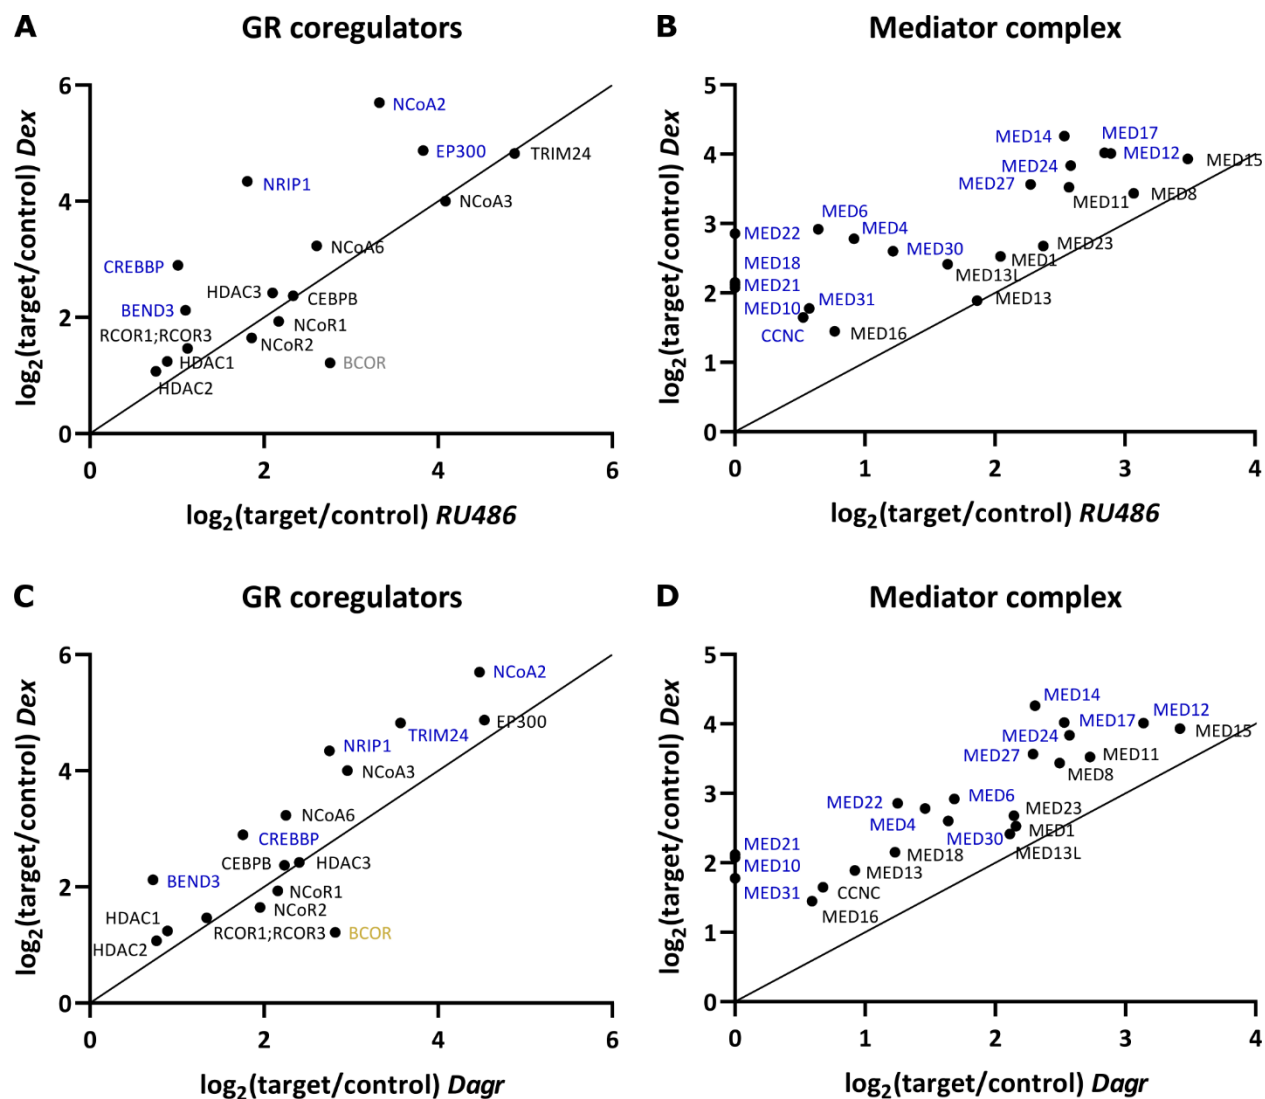 A
GR coregulators
log2(target/control) Dex
6
4
2
0
NCoA2
EP300
TRIM24
NRIP1
NCoA3
NCoA6
CREBBP
HDAC3
CEBPB
BEND3
NCoR1
RCOR1;RCOR3
NCoR2
HDAC1
BCOR
HDAC2
0
2
4
6
log2(target/control) RU486
B
Mediator complex
log2(target/control) Dex
5
4
3
2
1
0
MED14
MED17
MED12
MED15
MED24
MED27
MED11
MED8
MED6
MED22
MED4
MED30
MED23
MED18
MED1
MED13L
MED21
MED10
MED31
MED13
CCNC
MED16
0
1
2
3
4
log2(target/control) RU486
C
GR coregulators
log2(target/control) Dex
6
4
2
0
NCoA2
EP300
TRIM24
NRIP1
NCoA3
NCoA6
CREBBP
CEBPB
HDAC3
BEND3
NCoR1
NCoR2
HDAC1
RCOR1;RCOR3
BCOR
HDAC2
0
2
4
6
log2(target/control) Dagr
D
Mediator complex
log2(target/control) Dex
5
4
3
2
1
0
MED14
MED12
MED17
MED15
MED24
MED27
MED11
MED8
MED6
MED22
MED23
MED4
MED30
MED1
MED21
MED18
MED13L
MED10
MED13
MED31
CCNC
MED16
0
1
2
3
4
log2(target/control) Dagr